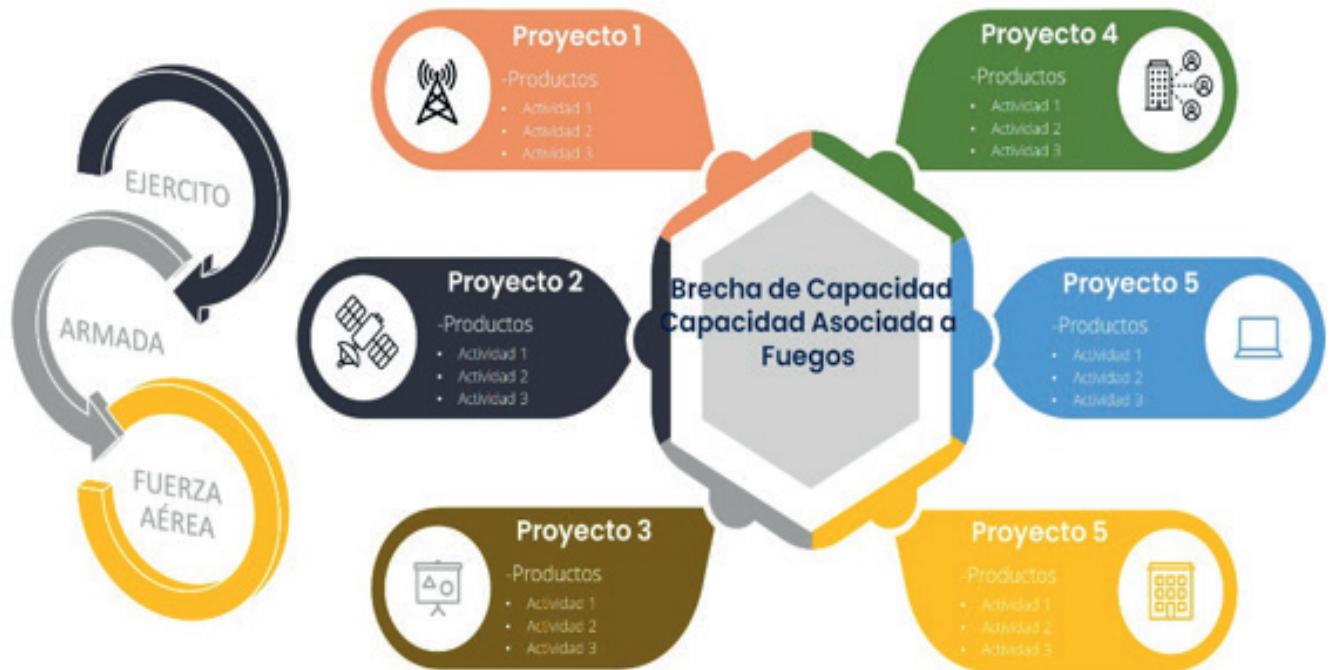 EJERCITO
ARMADA
FUERZA
AÉREA
Proyecto 1
-Productos
• Actividad 1
• Actividad 2
• Actividad 3
Proyecto 2
-Productos
• Actividad 1
• Actividad 2
• Actividad 3
Proyecto 3
-Productos
• Actividad 1
• Actividad 2
• Actividad 3
Brecha de Capacidad
Capacidad Asociada a
Fuegos
Proyecto 4
-Productos
• Actividad 1
• Actividad 2
• Actividad 3
Proyecto 5
-Productos
• Actividad 1
• Actividad 2
• Actividad 3
Proyecto 5
-Productos
• Actividad 1
• Actividad 2
• Actividad 3